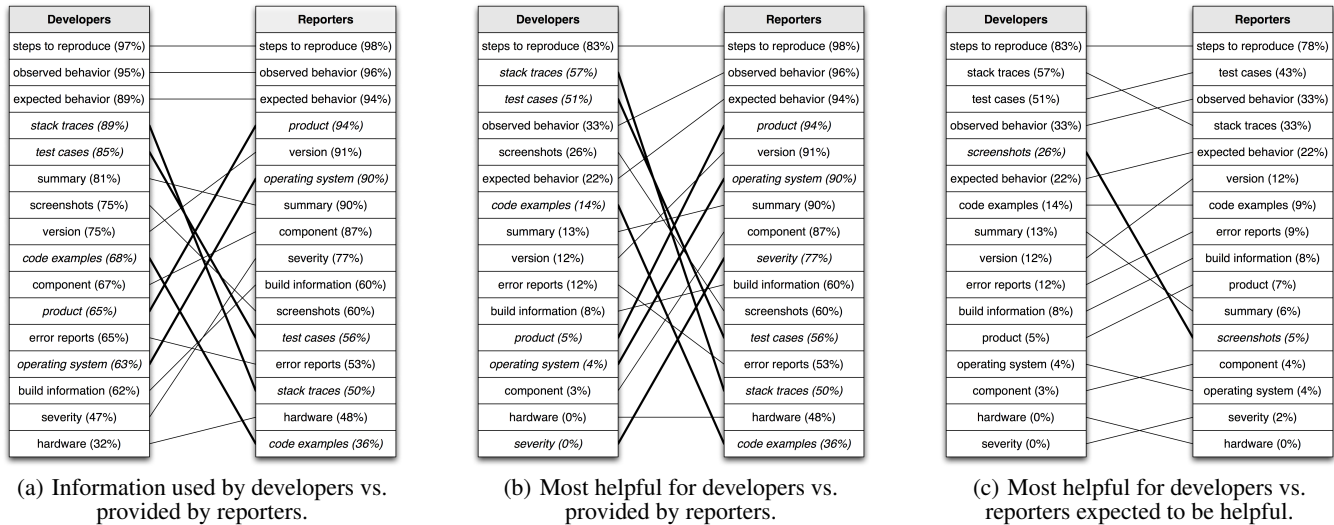 Developers
steps to reproduce (97%)
observed behavior (95%)
expected behavior (89%)
stack traces (89%)
test cases (85%)
summary (81%)
screenshots (75%)
version (75%)
code examples (68%)
component (67%)
product (65%)
error reports (65%)
operating system (63%)
build information (62%)
severity (47%)
hardware (32%)
Reporters
steps to reproduce (98%)
observed behavior (96%)
expected behavior (94%)
product (94%)
version (91%)
operating system (90%)
summary (90%)
component (87%)
severity (77%)
build information (60%)
screenshots (60%)
test cases (56%)
error reports (53%)
stack traces (50%)
hardware (48%)
code examples (36%)
(a) Information used by developers vs.
provided by reporters.
Developers
steps to reproduce (83%)
stack traces (57%)
test cases (51%)
observed behavior (33%)
screenshots (26%)
expected behavior (22%)
code examples (14%)
summary (13%)
version (12%)
error reports (12%)
build information (8%)
product (5%)
operating system (4%)
component (3%)
hardware (0%)
severity (0%)
Reporters
steps to reproduce (98%)
observed behavior (96%)
expected behavior (94%)
product (94%)
version (91%)
operating system (90%)
summary (90%)
component (87%)
severity (77%)
build information (60%)
screenshots (60%)
test cases (56%)
error reports (53%)
stack traces (50%)
hardware (48%)
code examples (36%)
(b) Most helpful for developers vs.
provided by reporters.
Developers
steps to reproduce (83%)
stack traces (57%)
test cases (51%)
observed behavior (33%)
screenshots (26%)
expected behavior (22%)
code examples (14%)
summary (13%)
version (12%)
error reports (12%)
build information (8%)
product (5%)
operating system (4%)
component (3%)
hardware (0%)
severity (0%)
Reporters
steps to reproduce (78%)
test cases (43%)
observed behavior (33%)
stack traces (33%)
expected behavior (22%)
version (12%)
code examples (9%)
error reports (9%)
build information (8%)
product (7%)
summary (6%)
screenshots (5%)
component (4%)
operating system (4%)
severity (2%)
hardware (0%)
(c) Most helpful for developers vs.
reporters expected to be helpful.